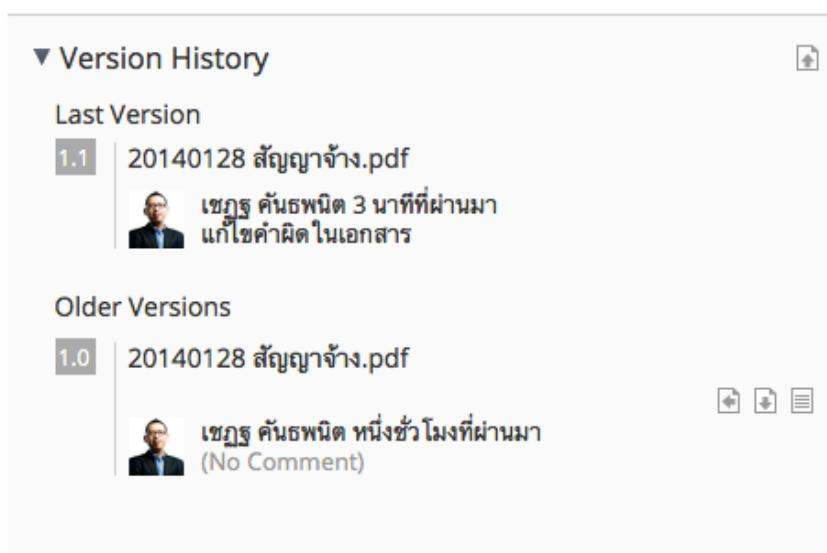 Version History
Last Version
1.1 20140128 สัญญาจ้าง.pdf
เชฏฐ คันธพนิต 3 นาทีที่ผ่านมา
แก้ไขคำผิดในเอกสาร
Older Versions
1.0 20140128 สัญญาจ้าง.pdf
เชฏฐ คันธพนิต หนึ่งชั่วโมงที่ผ่านมา
(No Comment)